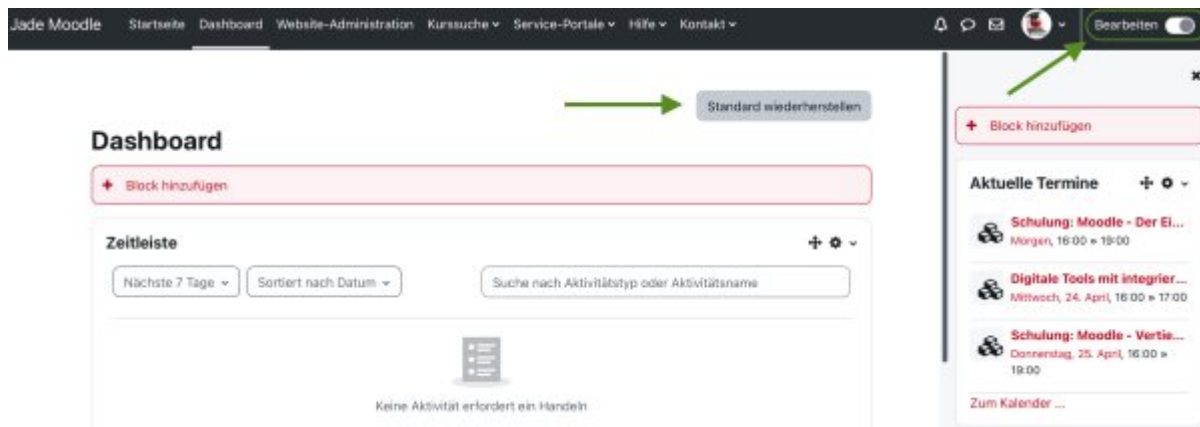 Jade Moodle Startseite Dashboard Website-Administration Kurssuche Service-Portale Hilfe Kontakt Bearbeiten
Standard wiederherstellen
Dashboard
+ Block hinzufügen
Zeitleiste
Nächste 7 Tage Sortiert nach Datum Suche nach Aktivitätstyp oder Aktivitätsname
Keine Aktivität erfordert ein Handeln
+ Block hinzufügen
Aktuelle Termine
Schulung: Moodle - Der Ei...
Morgen, 16:00 » 19:00
Digitale Tools mit integrier...
Mittwoch, 24. April, 16:00 » 17:00
Schulung: Moodle - Vertie...
Donnerstag, 25. April, 16:00 »
19:00
Zum Kalender ...